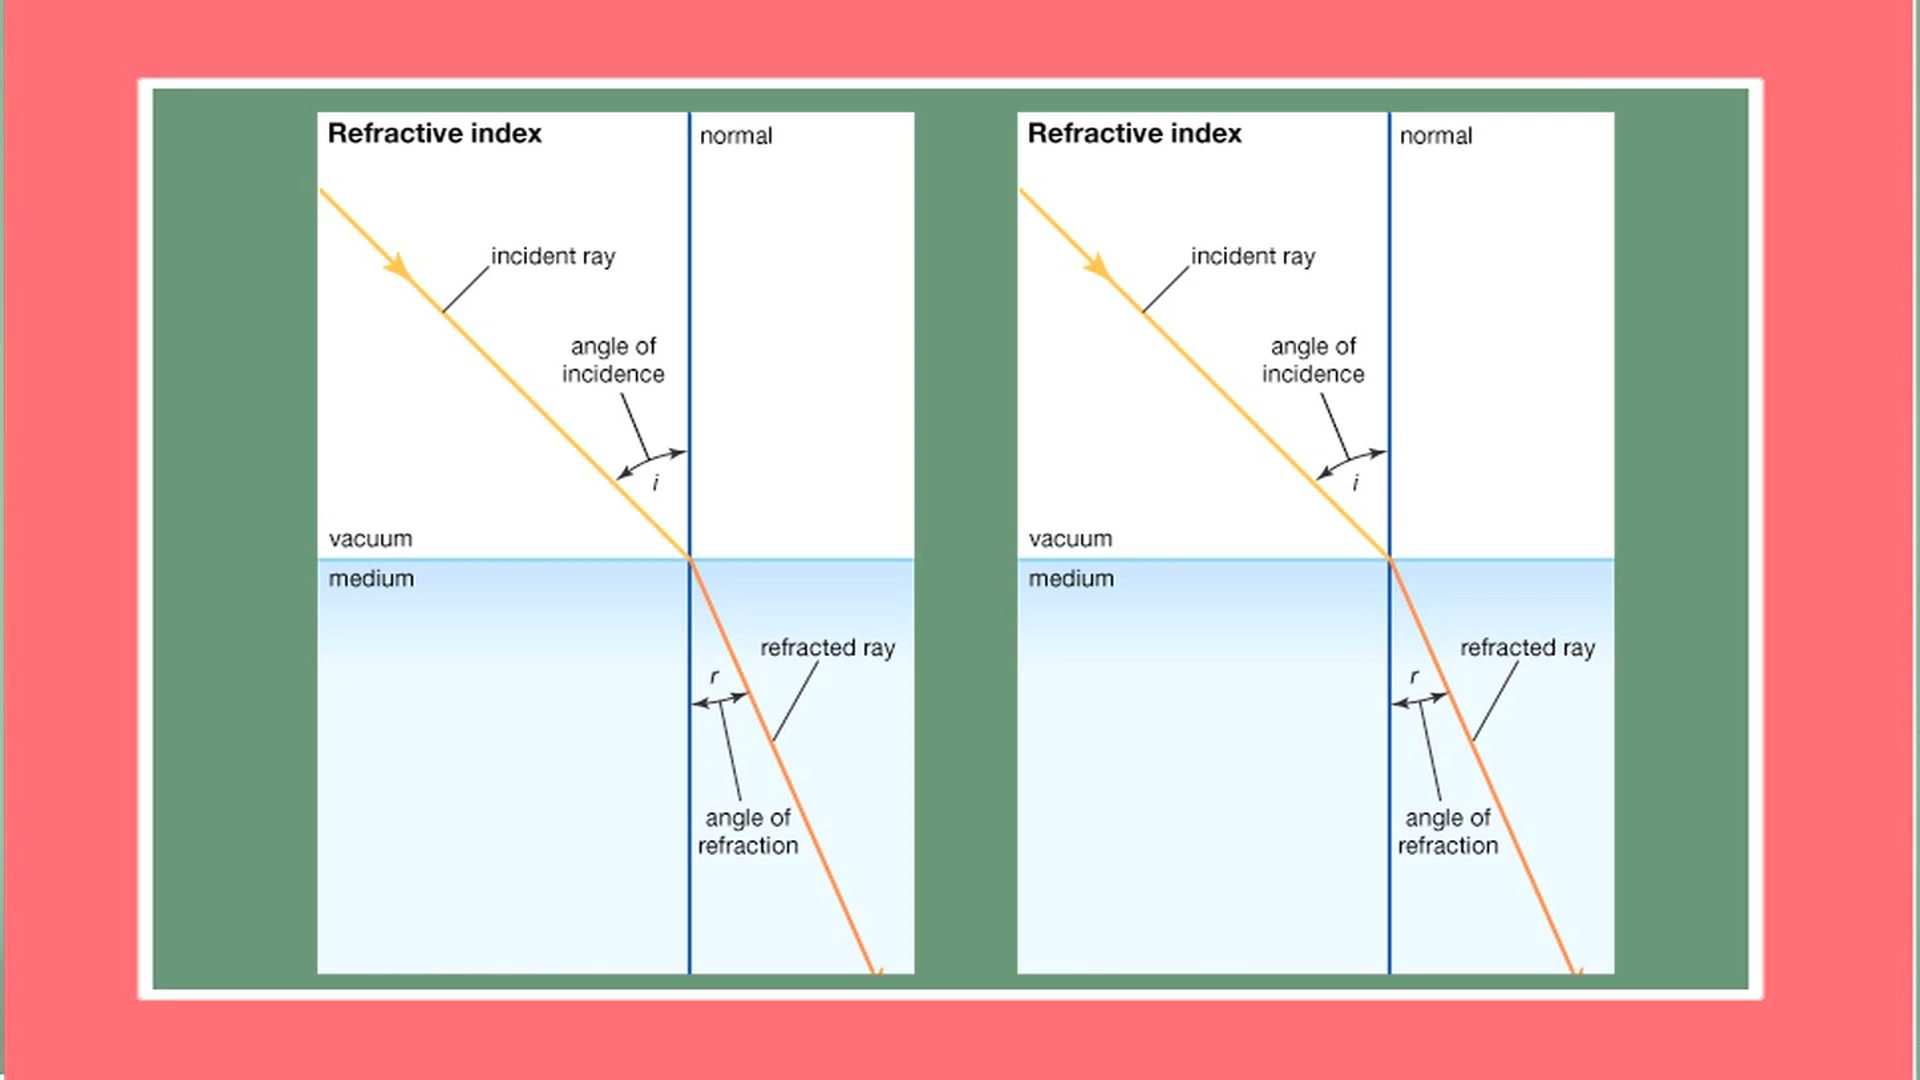 Refractive index
normal
incident ray
angle of
incidence
i
vacuum
medium
refracted ray
r
angle of
refraction
Refractive index
normal
incident ray
angle of
incidence
i
vacuum
medium
refracted ray
r
angle of
refraction